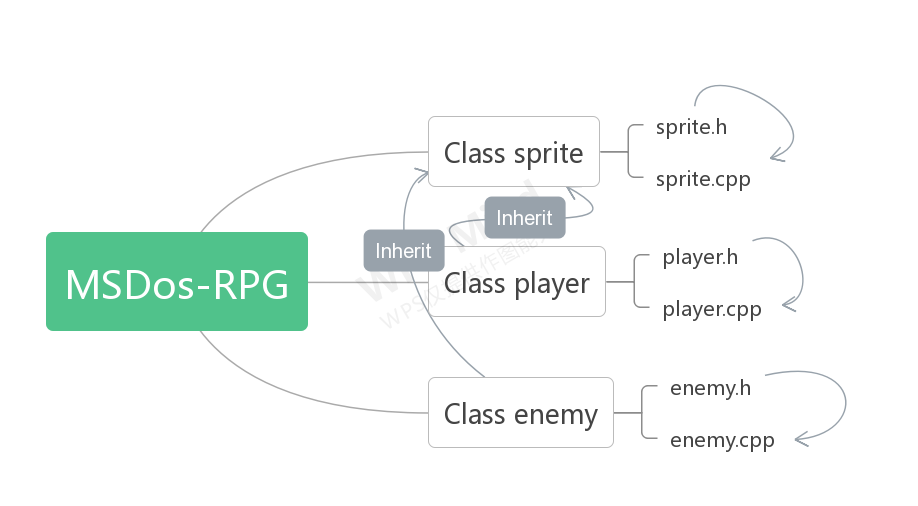 Class sprite
sprite.h
sprite.cpp
Inherit
Inherit
MSDos-RPG
Class player
player.h
player.cpp
Class enemy
enemy.h
enemy.cpp